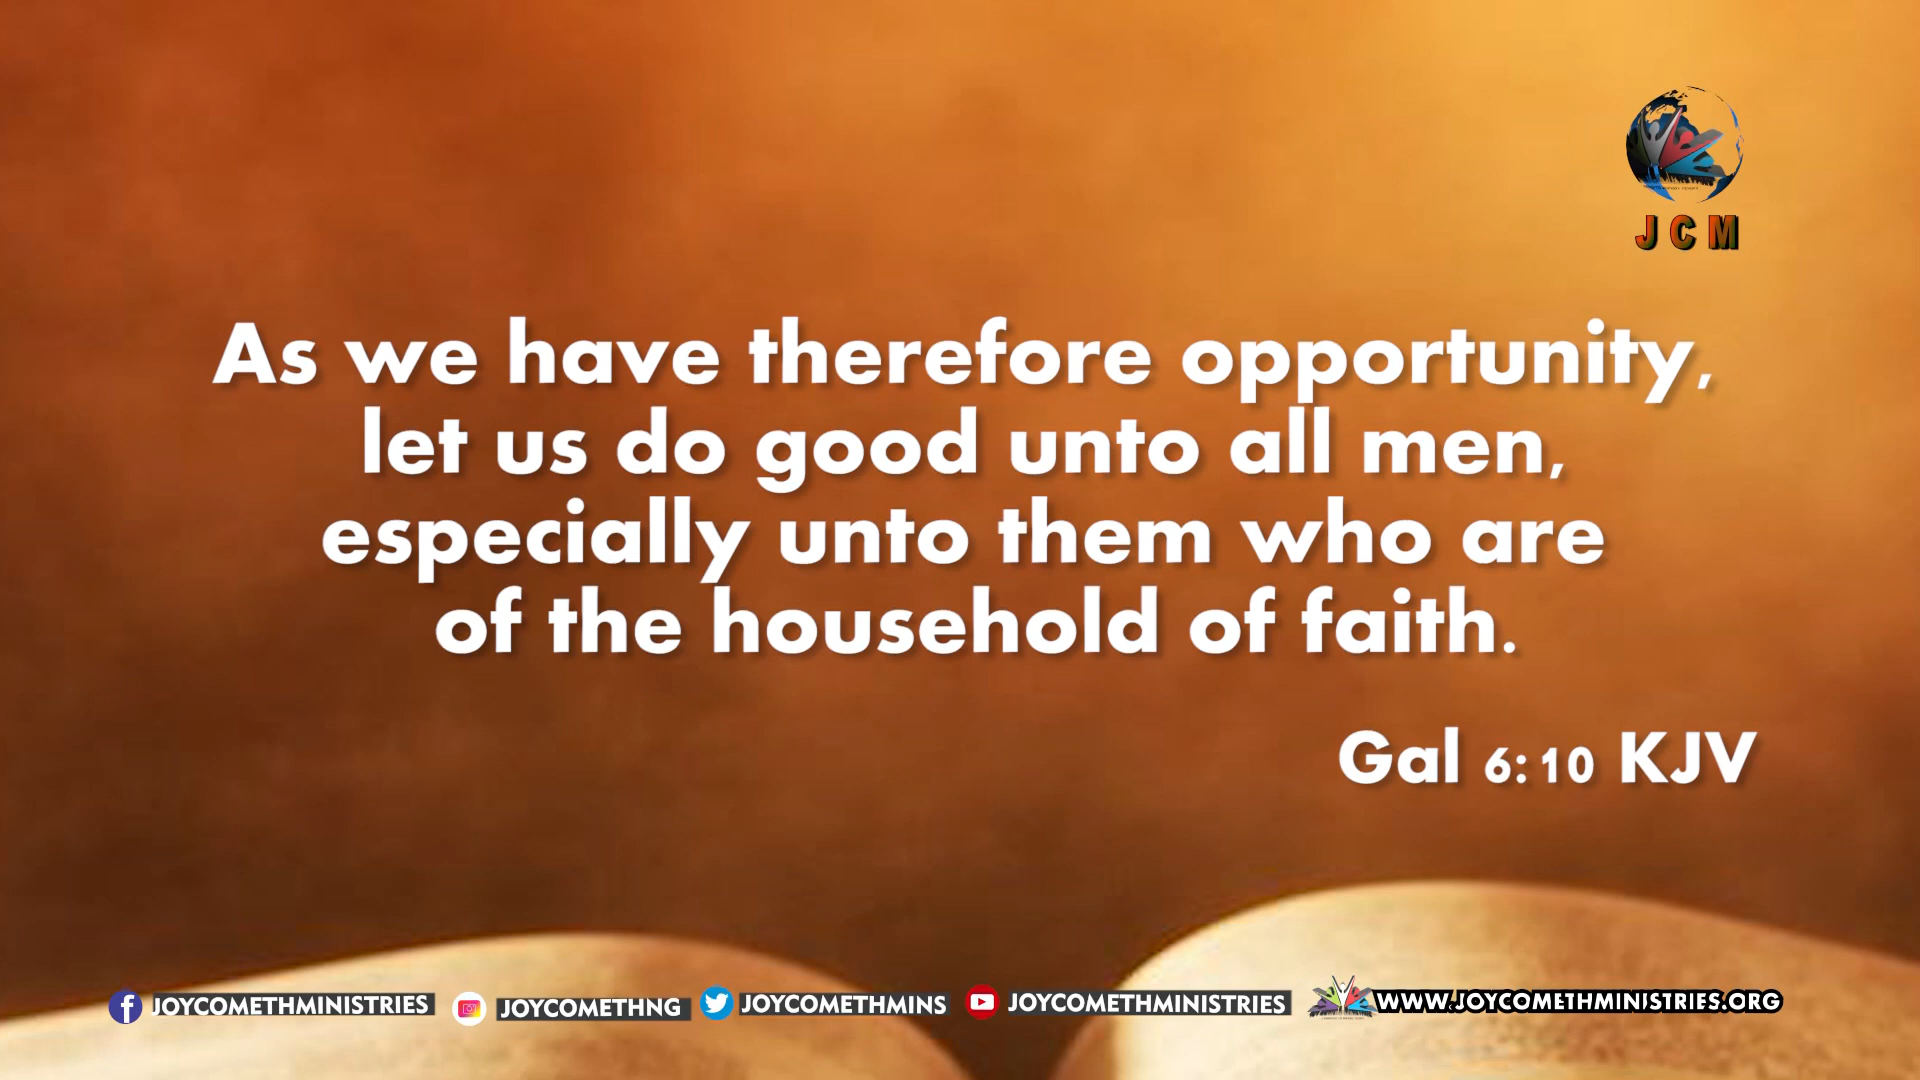 J C M
As we have therefore opportunity,
let us do good unto all men,
especially unto them who are
of the household of faith.
Gal 6:10 KJV
JOYCOMETHMINISTRIES
JOYCOMETHNG
JOYCOMETHMINS
JOYCOMETHMINISTRIES
WWW.JOYCOMETHMINISTRIES.ORG